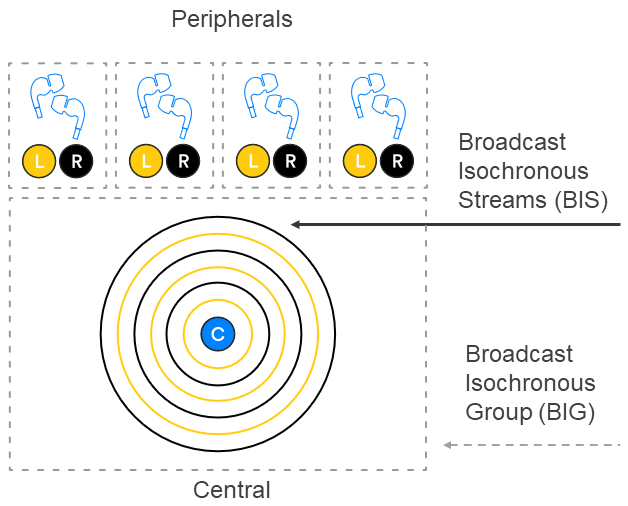 Peripherals
L R L R L R L R
Broadcast
Isochronous
Streams (BIS)
C
Broadcast
Isochronous
Group (BIG)
Central